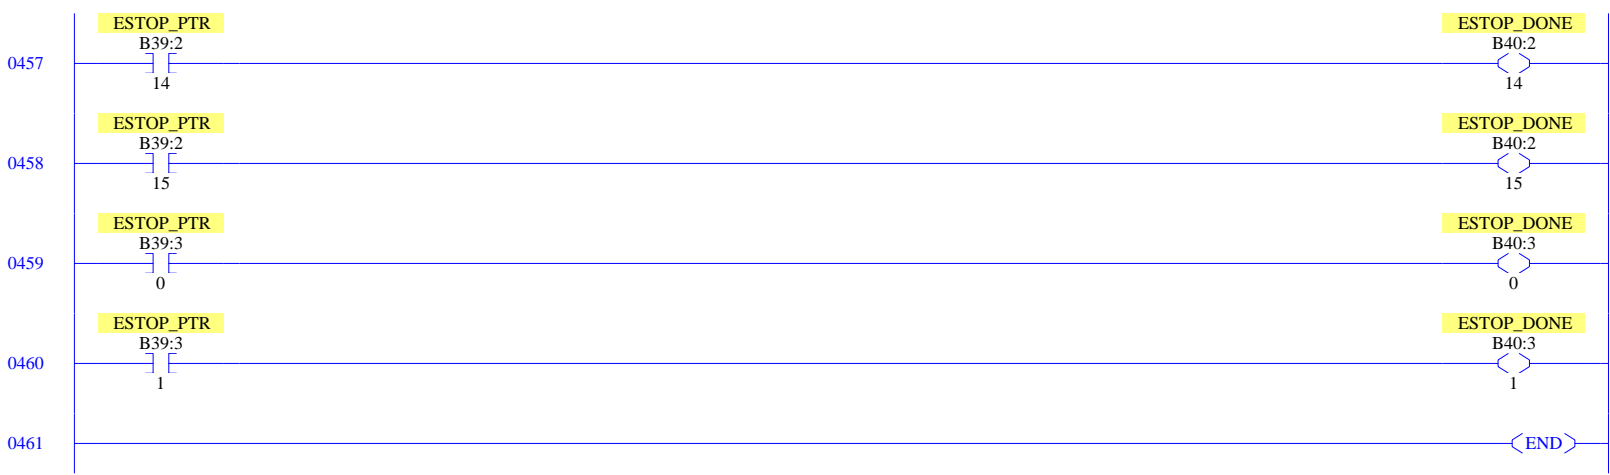 ESTOP_PTR ESTOP_DONE
B39:2 B40:2
0457
14 14
ESTOP_PTR ESTOP_DONE
B39:2 B40:2
0458
15 15
ESTOP_PTR ESTOP_DONE
B39:3 B40:3
0459
0 0
ESTOP_PTR ESTOP_DONE
B39:3 B40:3
0460
1 1
0461 END